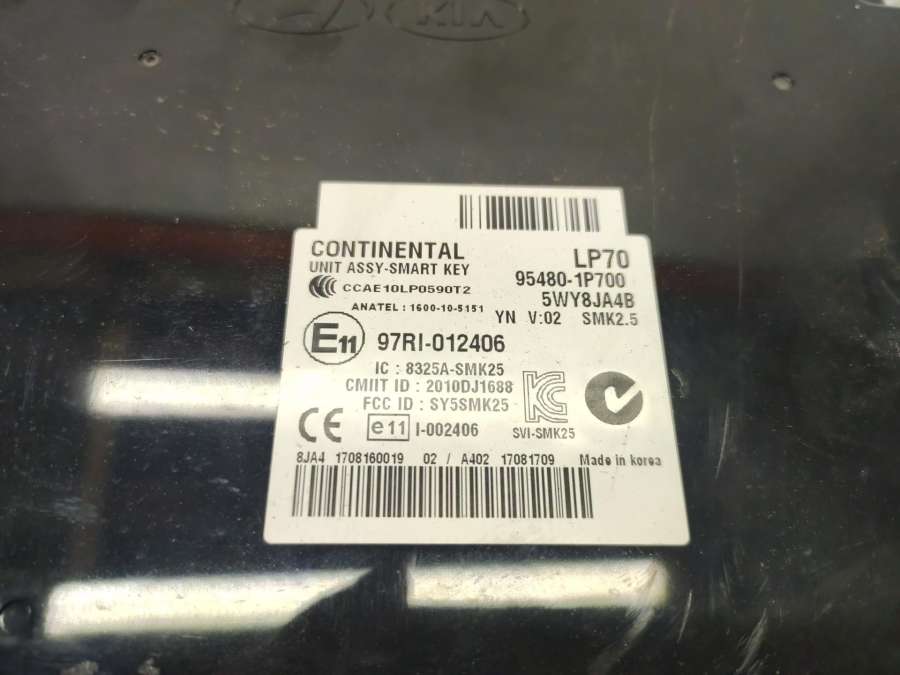 KIA
CONTINENTAL LP70
UNIT ASSY-SMART KEY 95480-1P700
CCAE10LP0590T2 5WY8JA4B
ANATEL : 1600-10-5151 YN V:02 SMK2.5
E11 97RI-012406
IC : 8325A-SMK25
CMIIT ID : 2010DJ1688
FCC ID : SY5SMK25
CE e11 I-002406 SVI-SMK25
8JA4 1708160019 02 / A402 17081709 Made in korea